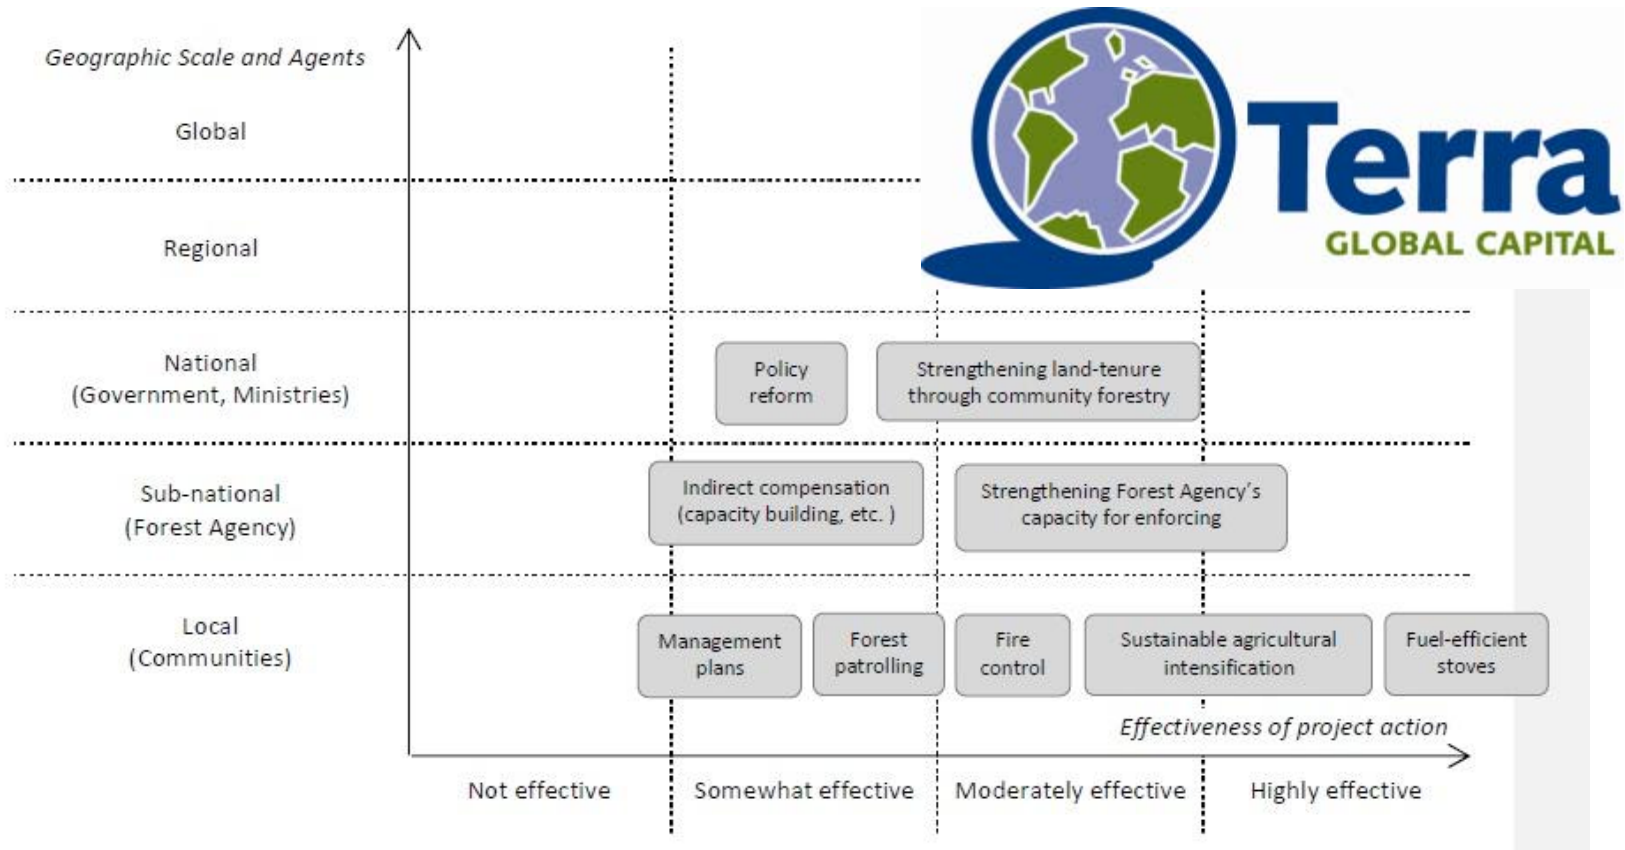 Geographic Scale and Agents
Global
Terra
GLOBAL CAPITAL
Regional
National
(Government, Ministries)
Policy
reform
Strengthening land-tenure
through community forestry
Sub-national
(Forest Agency)
Indirect compensation
(capacity building, etc. )
Strengthening Forest Agency's
capacity for enforcing
Local
(Communities)
Management
plans
Forest
patrolling
Fire
control
Sustainable agricultural
intensification
Fuel-efficient
stoves
Effectiveness of project action
Not effective
Somewhat effective
Moderately effective
Highly effective